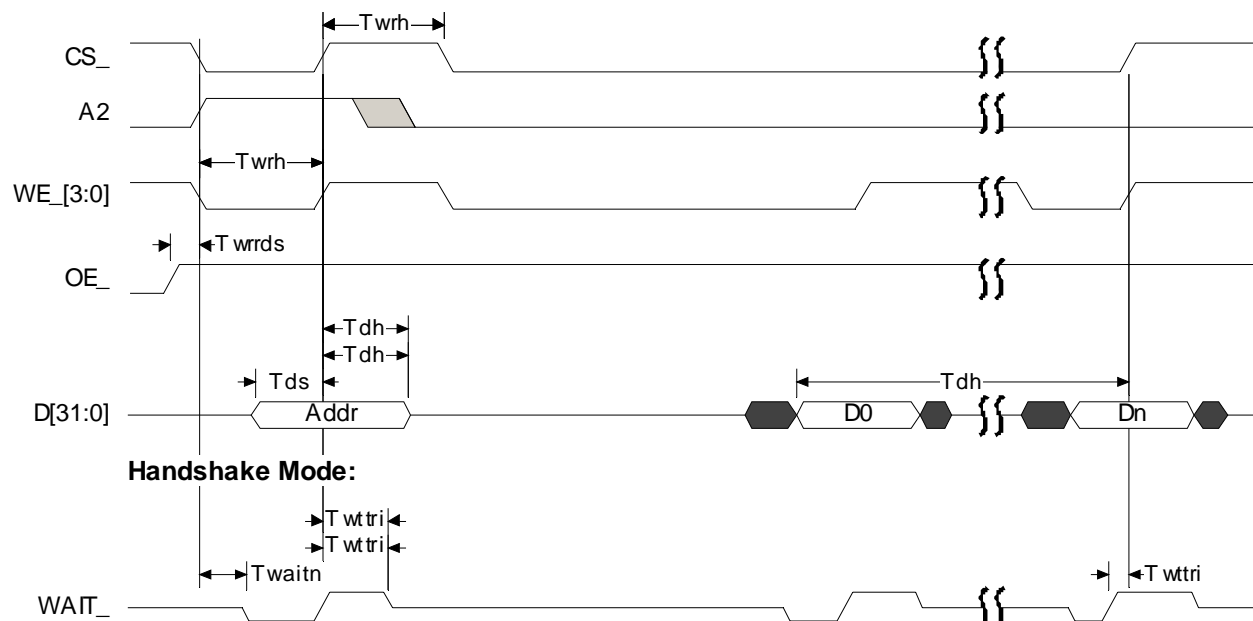 Twrh
CS_
A2
Twrh
WE_[3:0]
Twrrds
OE_
Tdh
Tdh
Tds
Tdh
D[31:0]
Addr
D0
Dn
Handshake Mode:
Twttri
Twttri
Twaitn
Twttri
WAIT_